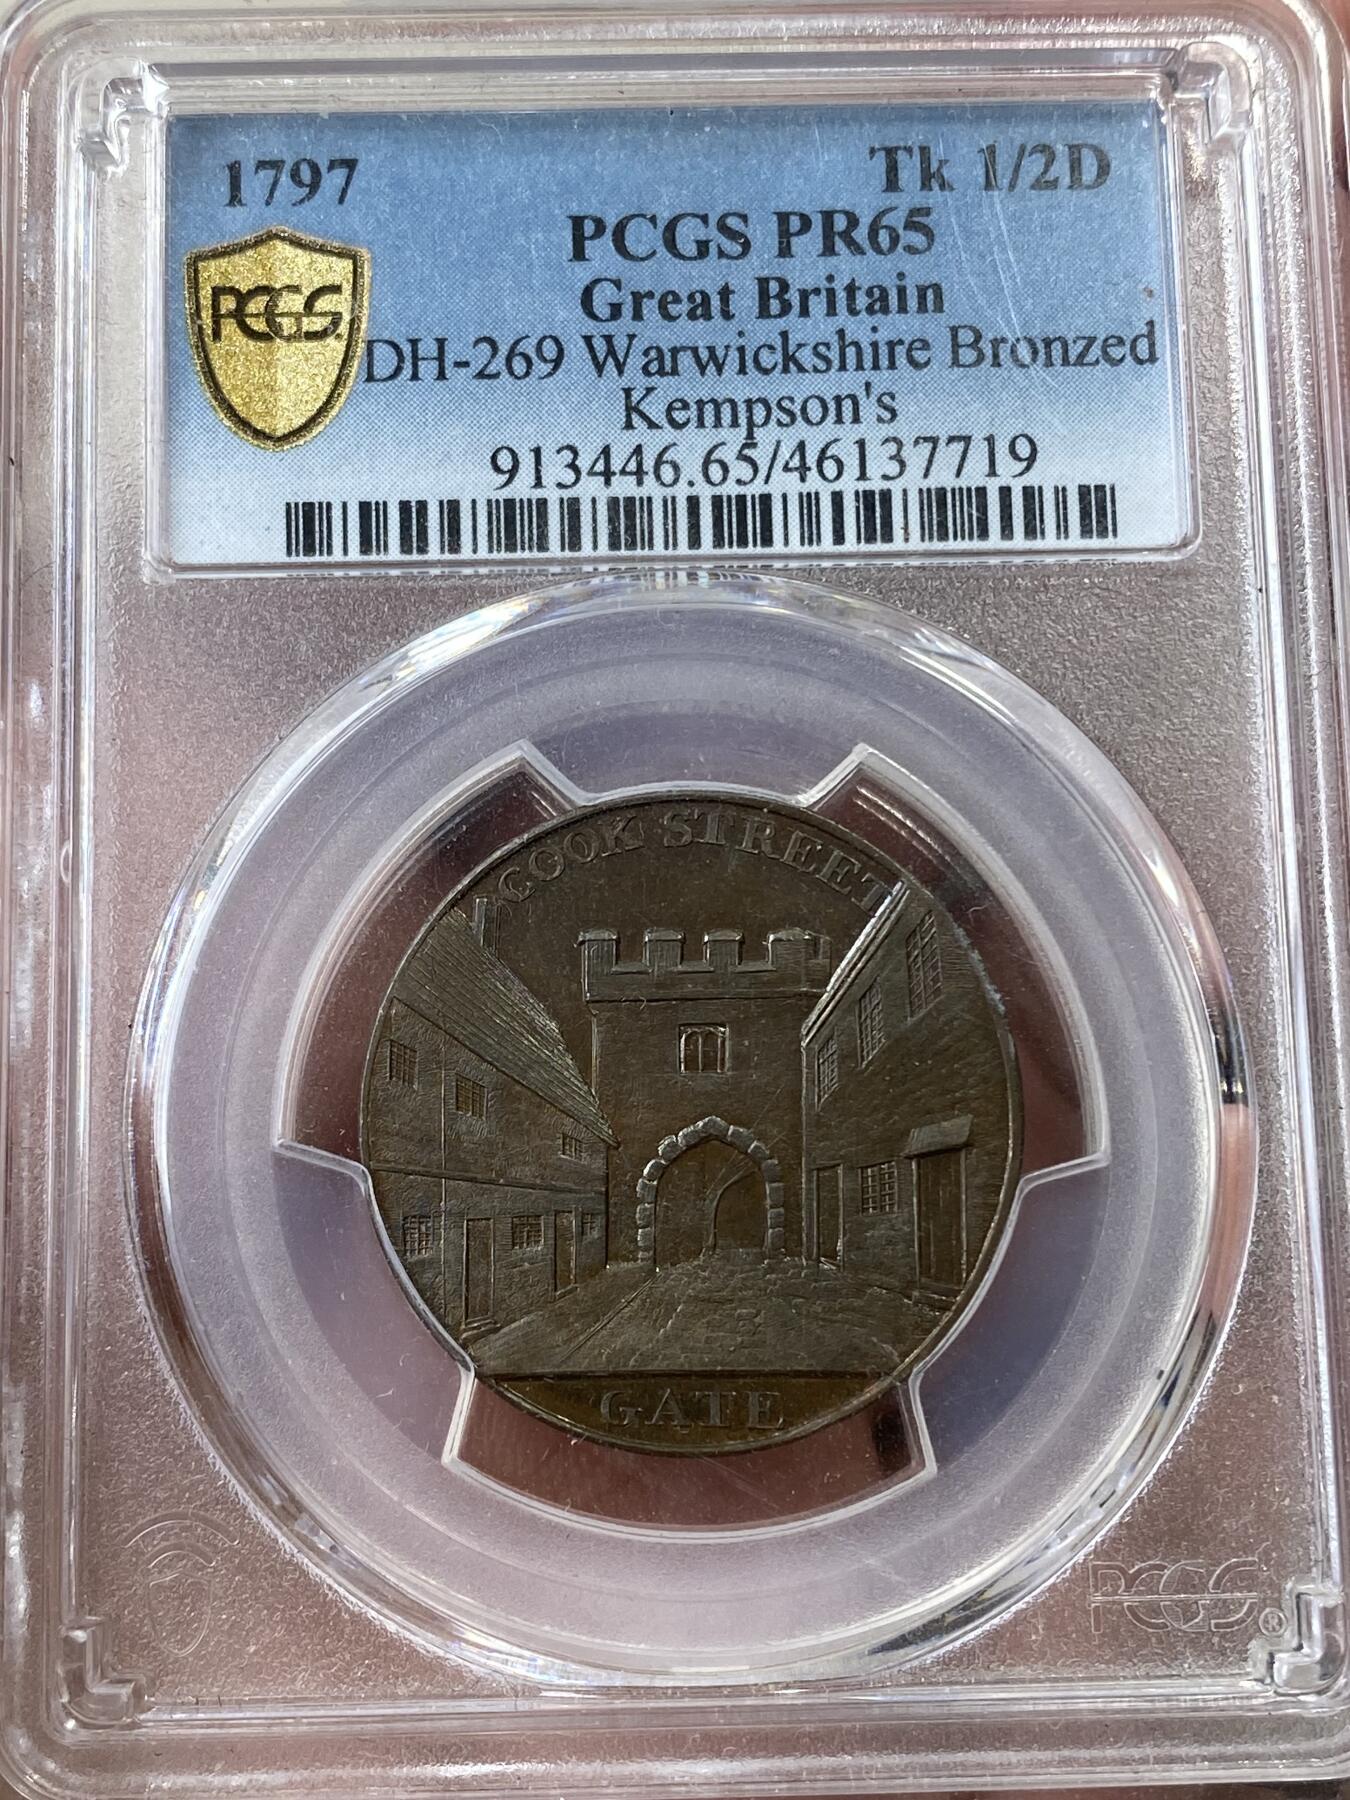 1797 Tk 1/2D
PCGS PR65
Great Britain
PCGS
DH-269 Warwickshire Bronzed
Kempson's
913446.65/46137719
COOK STREET
GATE
PCGS®